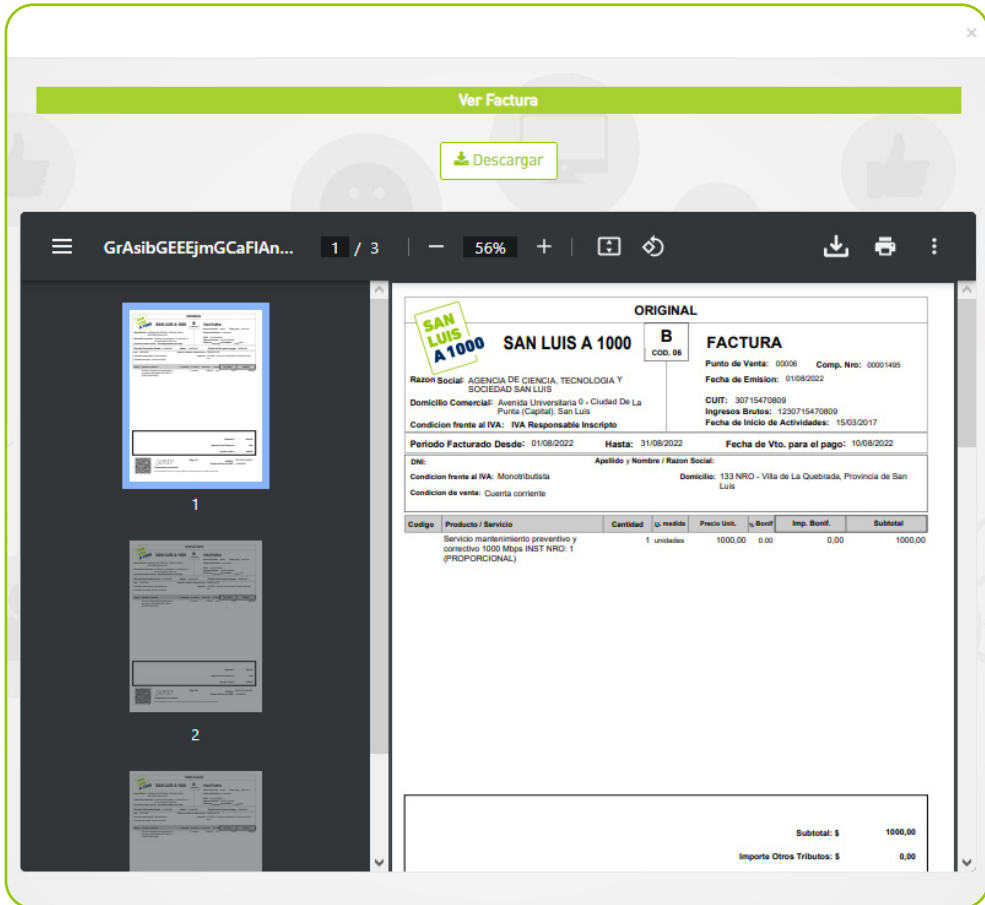 ×
Ver Factura
Descargar
GrAsibGEEEjmGCaFlAn... 1 / 3 56%
1
2
ORIGINAL
SAN LUIS A 1000
SAN LUIS A 1000
B
COD. 06
FACTURA
Punto de Venta: 00006 Comp. Nro: 00001495
Fecha de Emision: 01/08/2022
Razon Social: AGENCIA DE CIENCIA, TECNOLOGIA Y
SOCIEDAD SAN LUIS
Domicilio Comercial: Avenida Universitaria 0 - Ciudad De La
Punta (Capital), San Luis
Condicion frente al IVA: IVA Responsable Inscripto
CUIT: 30715470809
Ingresos Brutos: 1230715470809
Fecha de Inicio de Actividades: 15/03/2017
Periodo Facturado Desde: 01/08/2022 Hasta: 31/08/2022 Fecha de Vto. para el pago: 10/08/2022
DNI: Apellido y Nombre / Razon Social:
Condicion frente al IVA: Monotributista Domicilio: 133 NRO - Villa de La Quebrada, Provincia de San
Luis
Condicion de venta: Cuenta corriente
Codigo Producto / Servicio Cantidad U- medida Precio Unit. % Bonif Imp. Bonif. Subtotal
Servicio mantenimiento preventivo y 1 unidades 1000,00 0.00 0,00 1000,00
correctivo 1000 Mbps INST NRO: 1
(PROPORCIONAL)
Subtotal: $ 1000,00
Importe Otros Tributos: $ 0,00